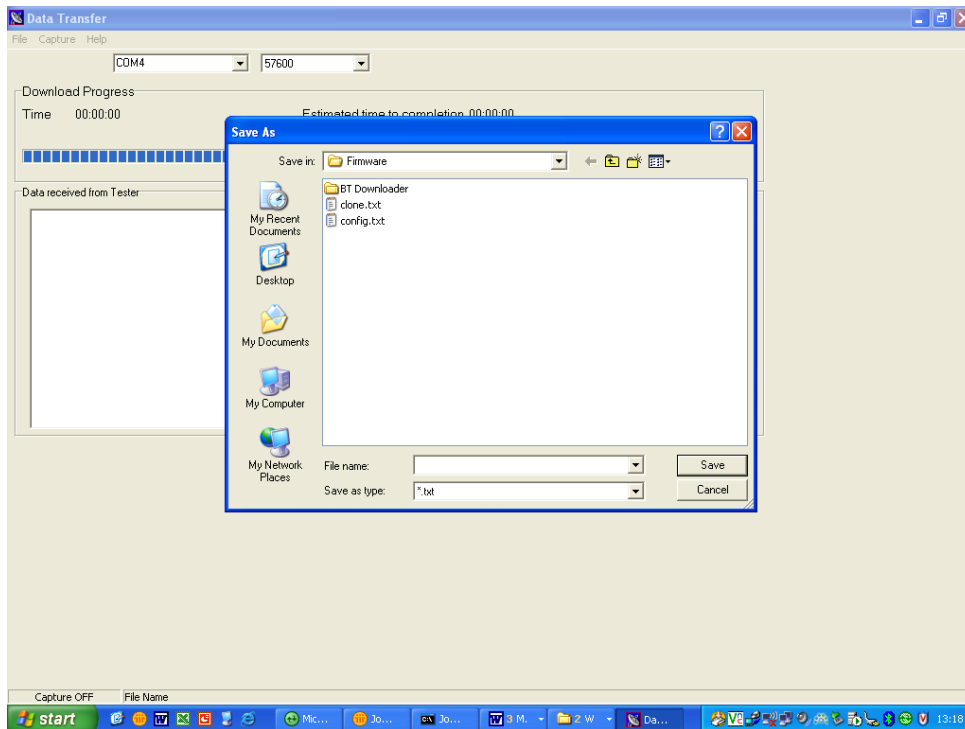 Data Transfer
File Capture Help
COM4 57600
Download Progress
Time 00:00:00 Estimated time to completion 00:00:00
Save As
Save in: Firmware
Data received from Tester
BT Downloader
clone.txt
config.txt
My Recent
Documents
Desktop
My Documents
My Computer
My Network
Places
File name: Save
Save as type: *.txt Cancel
Capture OFF File Name
start Mic... Jo... Jo... 3 M. 2 W Da... 13:18